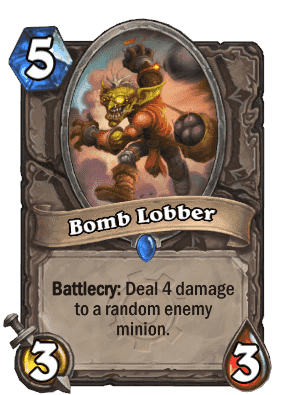 5
Bomb Lobber
Battlecry: Deal 4 damage
to a random enemy
minion.
3
3